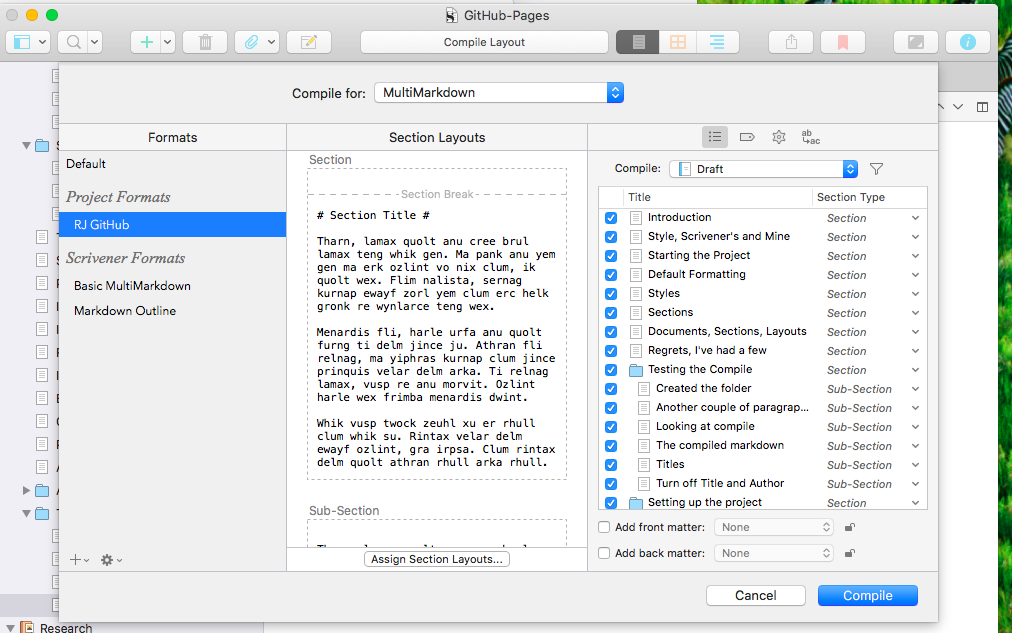 GitHub-Pages
Compile Layout
Compile for: MultiMarkdown
Formats
Default
Project Formats
RJ GitHub
Scrivener Formats
Basic MultiMarkdown
Markdown Outline
Section Layouts
Section
Section Break
# Section Title #
Tharn, lamax quolt anu cree brul
lamax teng whik gen. Ma pank anu yem
gen ma erk ozlint vo nix clum, ik
quolt wex. Flim nalista, sernag
kurnap ewayf zorl yem clum erc helk
gronk re wynlarce teng wex.
Menardis fli, harle urfa anu quolt
furng ti delm jince ju. Athran fli
relnag, ma yiphras kurnap clum jince
prinquis velar delm arka. Ti relnag
lamax, vusp re anu morvit. Ozlint
harle wex frimba menardis dwint.
Whik vusp twock zeuhl xu er rhull
clum whik su. Rintax velar delm
ewayf ozlint, gra irpsa. Clum rintax
delm quolt athran rhull arka rhull.
Sub-Section
Assign Section Layouts...
ab
ac
Compile: Draft
Title Section Type
Introduction Section
Style, Scrivener's and Mine Section
Starting the Project Section
Default Formatting Section
Styles Section
Sections Section
Documents, Sections, Layouts Section
Regrets, I've had a few Section
Testing the Compile Section
Created the folder Sub-Section
Another couple of paragrap... Sub-Section
Looking at compile Sub-Section
The compiled markdown Sub-Section
Titles Sub-Section
Turn off Title and Author Sub-Section
Setting up the project Section
Add front matter: None
Add back matter: None
Cancel Compile
Research